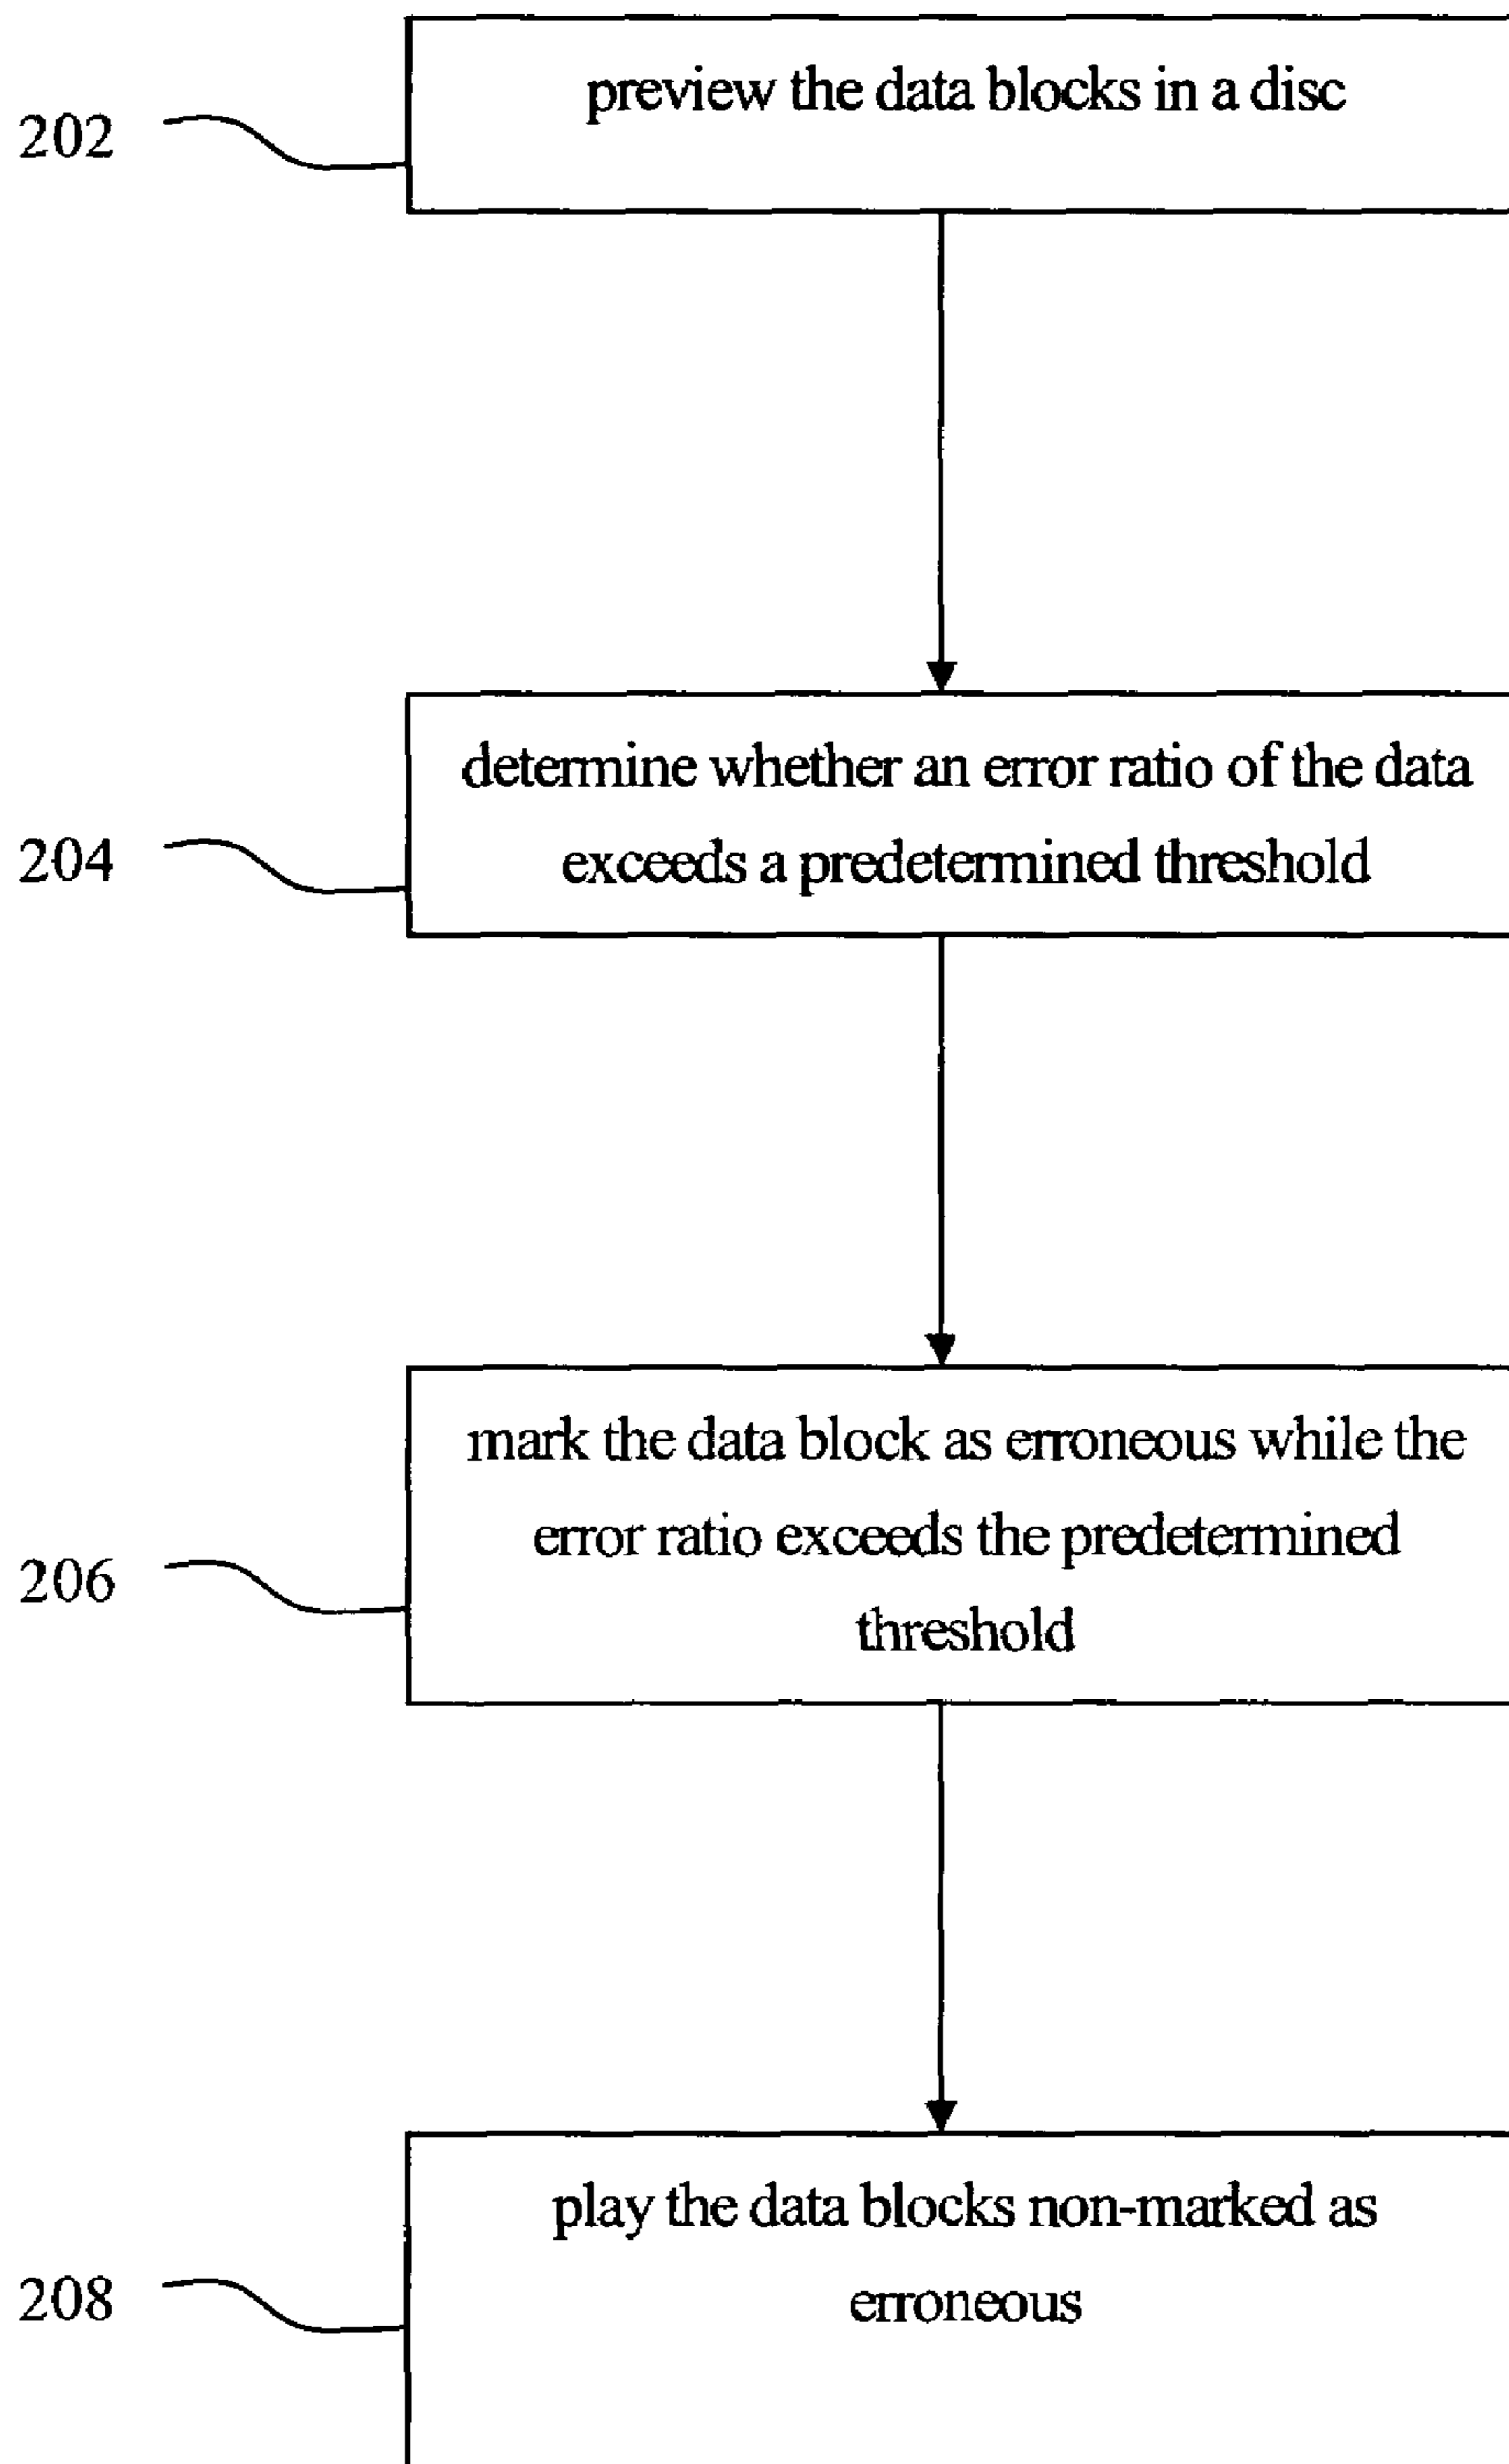 preview the data blocks in a disc
202
determine whether an error ratio of the data
exceeds a predetermined threshold
204
mark the data block as erroneous while the
error ratio exceeds the predetermined
threshold
206
play the data blocks non-marked as
erroneous
208